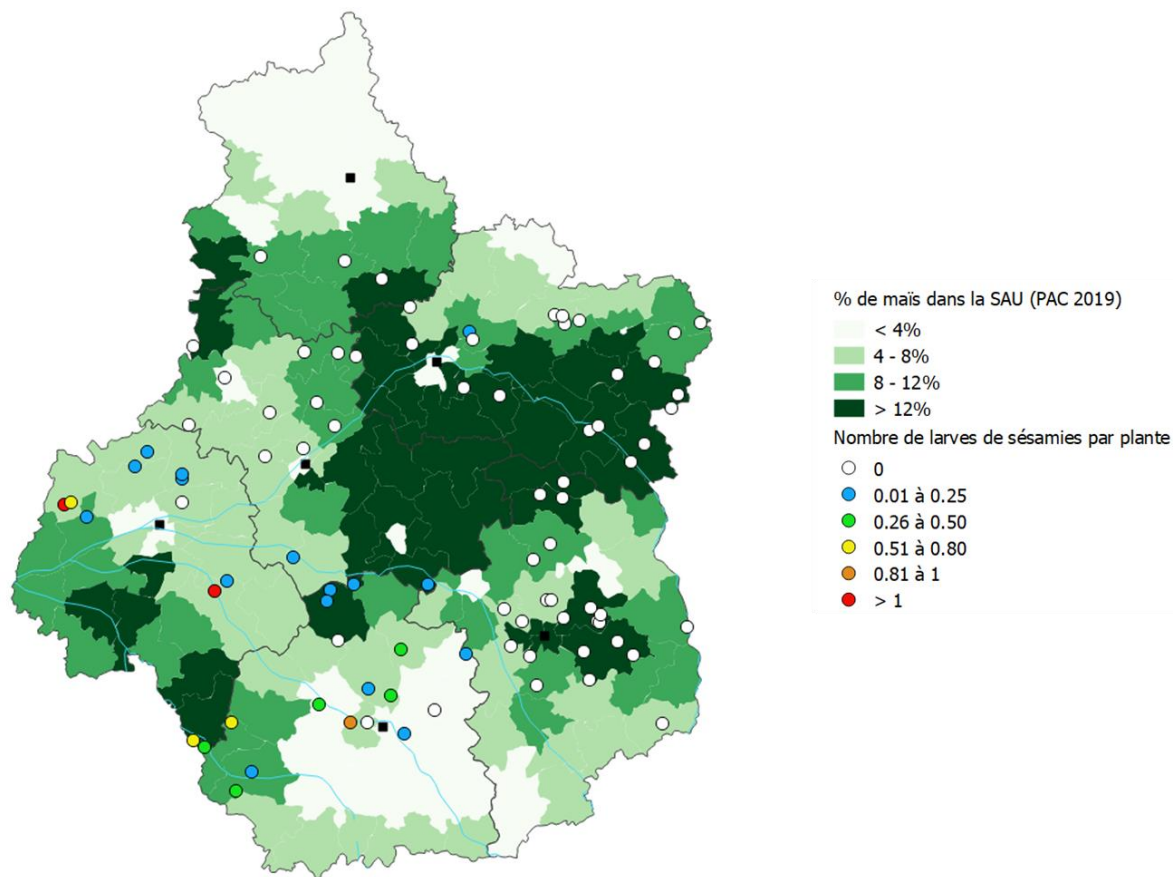 % de maïs dans la SAU (PAC 2019)
< 4%
4 - 8%
8 - 12%
> 12%
Nombre de larves de sésamies par plante
0
0.01 à 0.25
0.26 à 0.50
0.51 à 0.80
0.81 à 1
> 1